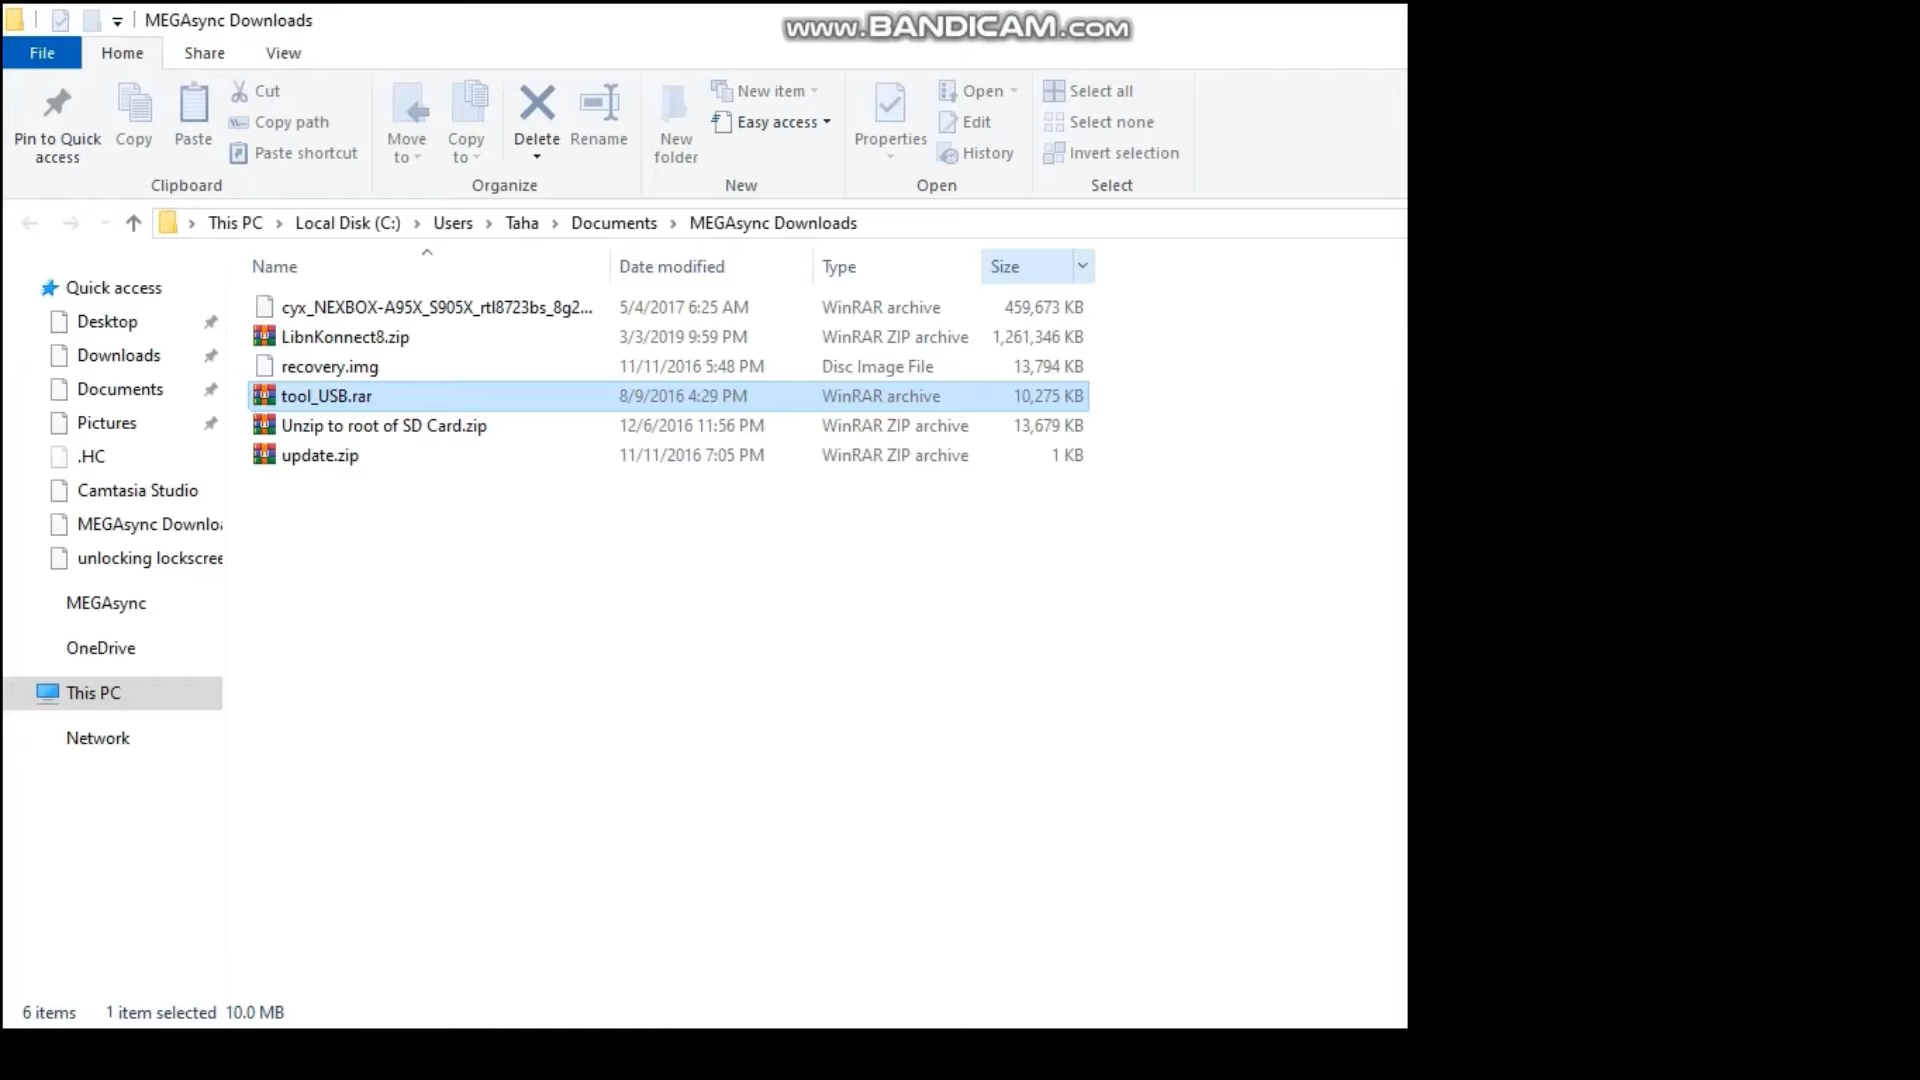 MEGAsync Downloads
www.BANDICAM.com
File Home Share View
Pin to Quick access
Copy
Paste
Cut
Copy path
Paste shortcut
Clipboard
Move to
Copy to
Delete
Rename
Organize
New folder
New item
Easy access
New
Properties
Open
Edit
History
Open
Select all
Select none
Invert selection
Select
This PC › Local Disk (C:) › Users › Taha › Documents › MEGAsync Downloads
Name Date modified Type Size
cyx_NEXBOX-A95X_S905X_rtl8723bs_8g2... 5/4/2017 6:25 AM WinRAR archive 459,673 KB
LibnKonnect8.zip 3/3/2019 9:59 PM WinRAR ZIP archive 1,261,346 KB
recovery.img 11/11/2016 5:48 PM Disc Image File 13,794 KB
tool_USB.rar 8/9/2016 4:29 PM WinRAR archive 10,275 KB
Unzip to root of SD Card.zip 12/6/2016 11:56 PM WinRAR ZIP archive 13,679 KB
update.zip 11/11/2016 7:05 PM WinRAR ZIP archive 1 KB
Quick access
Desktop
Downloads
Documents
Pictures
.HC
Camtasia Studio
MEGAsync Downloa
unlocking lockscree
MEGAsync
OneDrive
This PC
Network
6 items 1 item selected 10.0 MB